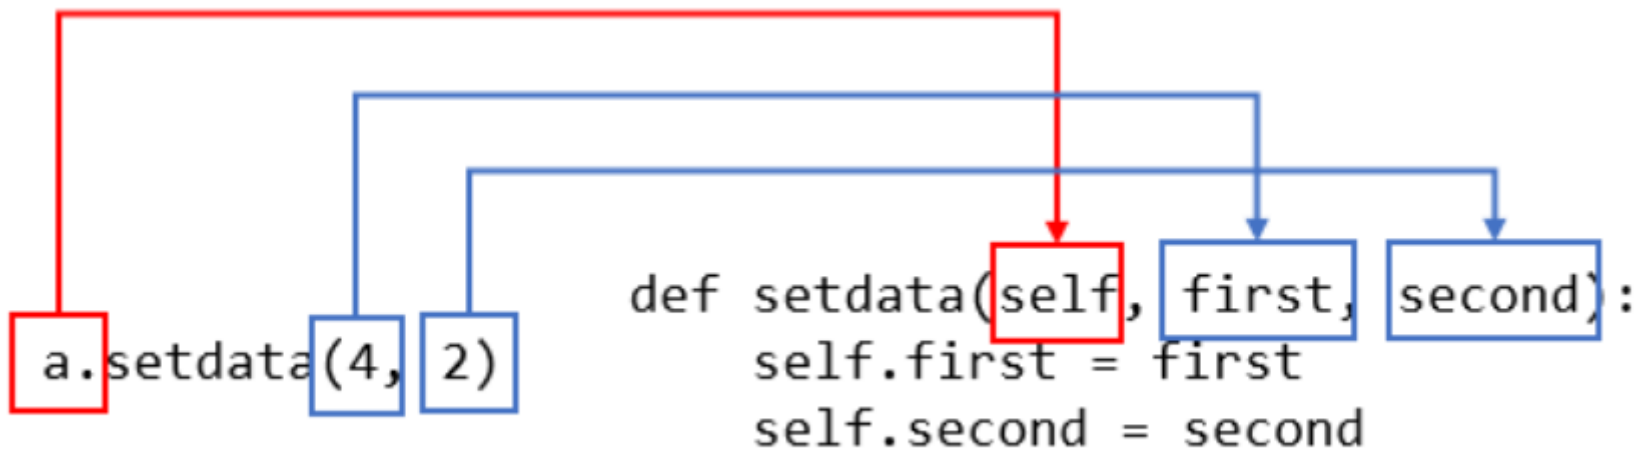 a.setdata(4, 2)
def setdata(self, first, second):
self.first = first
self.second = second